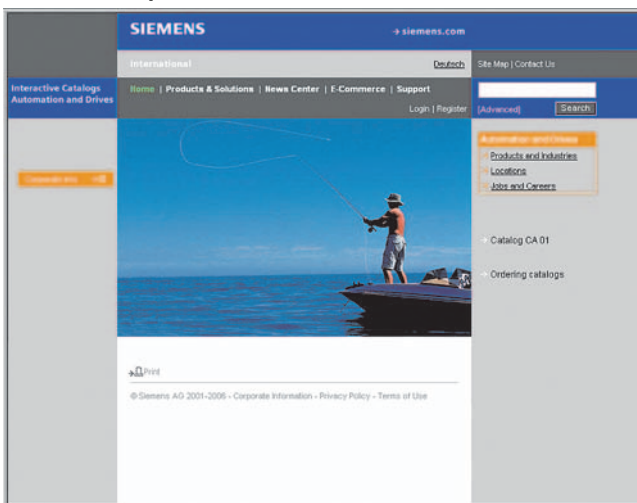 SIEMENS
→ siemens.com
International
Deutsch
Site Map | Contact Us
Interactive Catalogs
Automation and Drives
Home | Products & Solutions | News Center | E-Commerce | Support
Login | Register
[Advanced]
Search
Automation and Drives
Products and Industries
Locations
Jobs and Careers
→ Catalog CA 01
→ Ordering catalogs
Print
© Siemens AG 2001-2006 - Corporate Information - Privacy Policy - Terms of Use